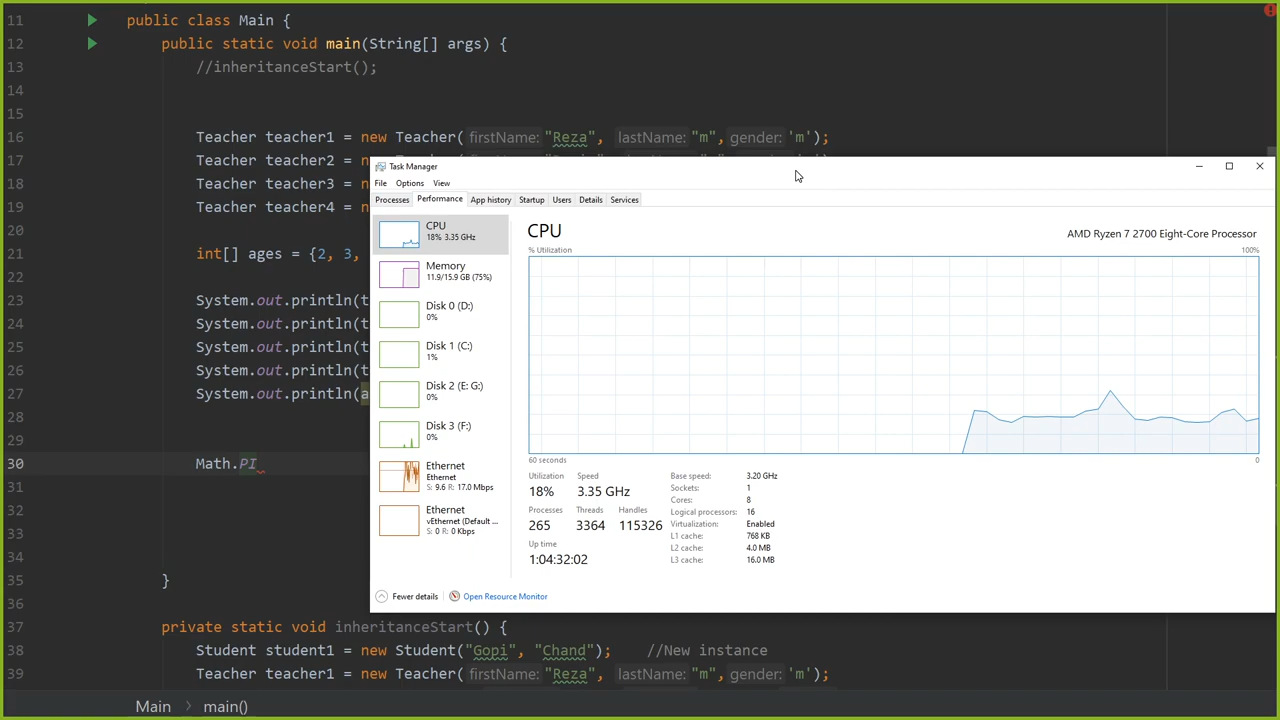 11 public class Main {
12 public static void main(String[] args) {
13 //inheritanceStart();
14
15
16 Teacher teacher1 = new Teacher( firstName: "Reza", lastName: "m", gender: 'm');
17 Teacher teacher2 = n
18 Teacher teacher3 = n
19 Teacher teacher4 = n
20
21 int[] ages = {2, 3,
22
23 System.out.println(t
24 System.out.println(t
25 System.out.println(t
26 System.out.println(t
27 System.out.println(a
28
29
30 Math.PI
31
32
33
34
35 }
36
37 private static void inheritanceStart() {
38 Student student1 = new Student("Gopi", "Chand"); //New instance
39 Teacher teacher1 = new Teacher( firstName: "Reza", lastName: "m", gender: 'm');
Main > main()
Task Manager
File Options View
Processes Performance App history Startup Users Details Services
CPU
18% 3.35 GHz
Memory
11.9/15.9 GB (75%)
Disk 0 (D:)
0%
Disk 1 (C:)
1%
Disk 2 (E: G:)
0%
Disk 3 (F:)
0%
Ethernet
Ethernet
S: 9.6 R: 17.0 Mbps
Ethernet
vEthernet (Default ...
S: 0 R: 0 Kbps
CPU
AMD Ryzen 7 2700 Eight-Core Processor
% Utilization 100%
60 seconds 0
Utilization Speed
18% 3.35 GHz
Processes Threads Handles
265 3364 115326
Up time
1:04:32:02
Base speed: 3.20 GHz
Sockets: 1
Cores: 8
Logical processors: 16
Virtualization: Enabled
L1 cache: 768 KB
L2 cache: 4.0 MB
L3 cache: 16.0 MB
Fewer details Open Resource Monitor